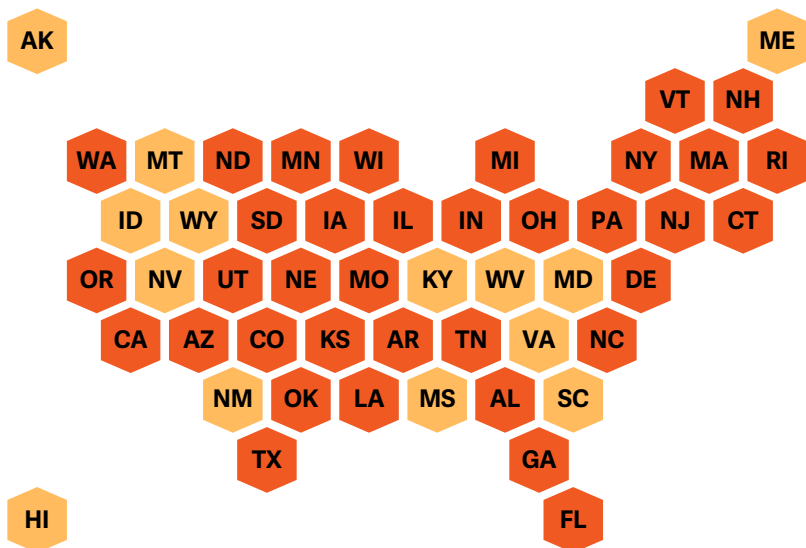 AK ME
VT NH
WA MT ND MN WI MI NY MA RI
ID WY SD IA IL IN OH PA NJ CT
OR NV UT NE MO KY WV MD DE
CA AZ CO KS AR TN VA NC
NM OK LA MS AL SC
TX GA
HI FL